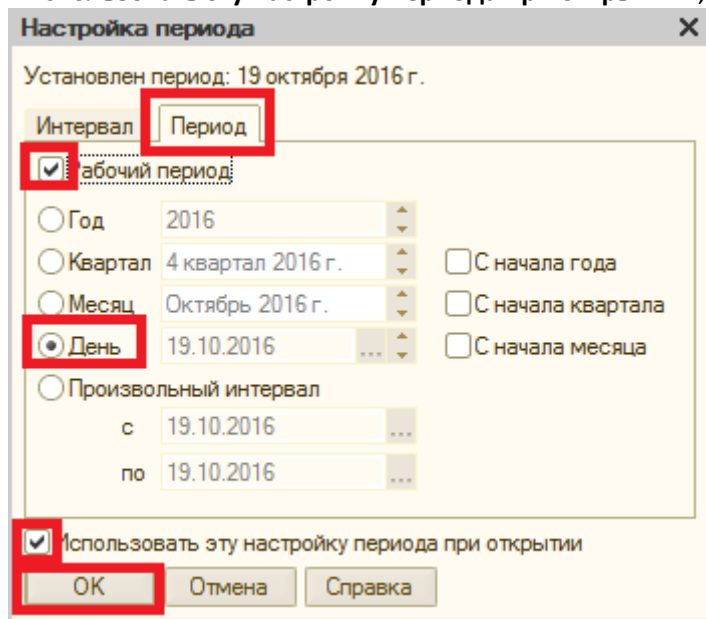 Настройка периода
Установлен период: 19 октября 2016 г.
Интервал Период
Рабочий период
Год 2016
Квартал 4 квартал 2016 г. С начала года
Месяц Октябрь 2016 г. С начала квартала
День 19.10.2016 ... С начала месяца
Произвольный интервал
с 19.10.2016 ...
по 19.10.2016 ...
Использовать эту настройку периода при открытии
ОК Отмена Справка